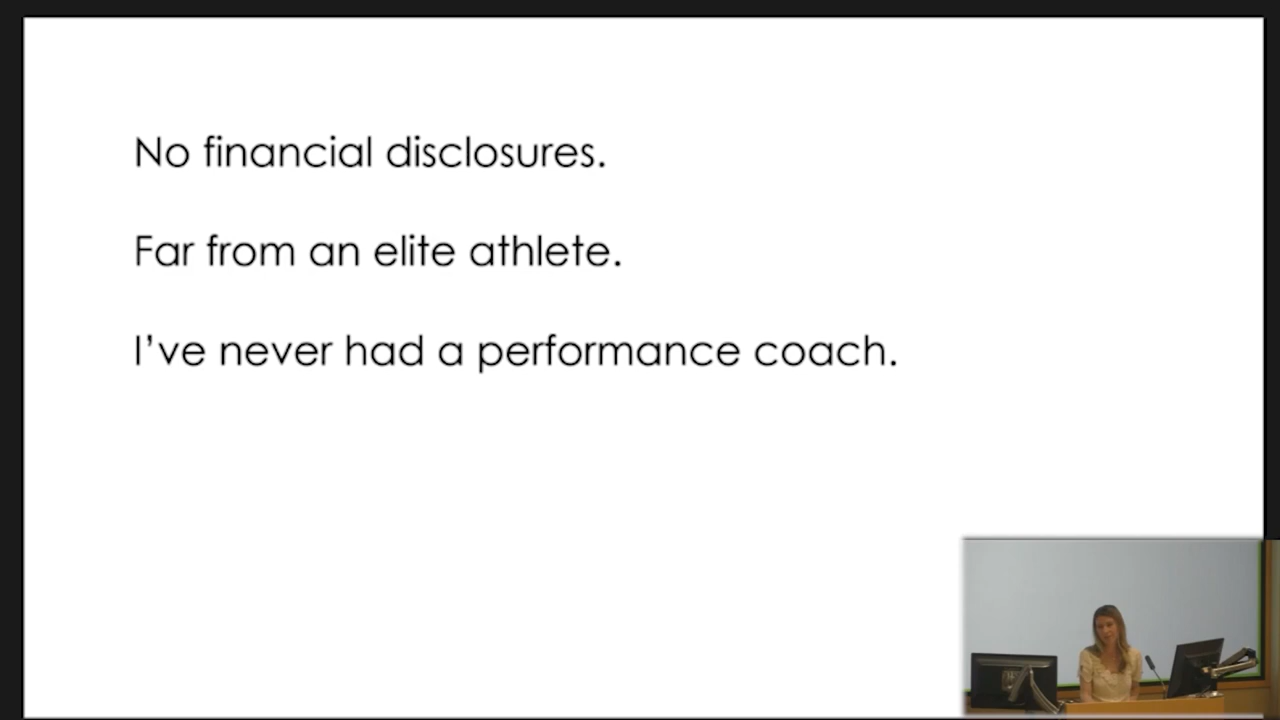 No financial disclosures.
Far from an elite athlete.
I've never had a performance coach.